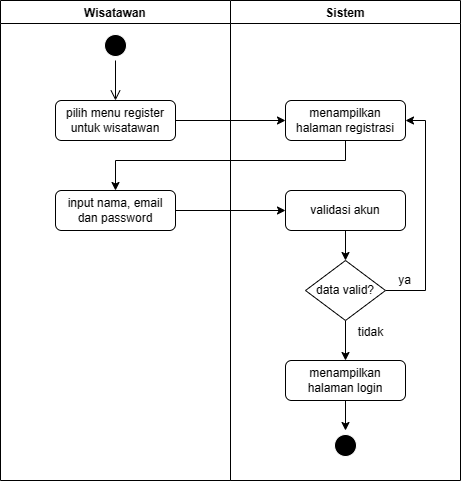 Wisatawan
Sistem
pilih menu register
untuk wisatawan
menampilkan
halaman registrasi
input nama, email
dan password
validasi akun
data valid?
ya
tidak
menampilkan
halaman login